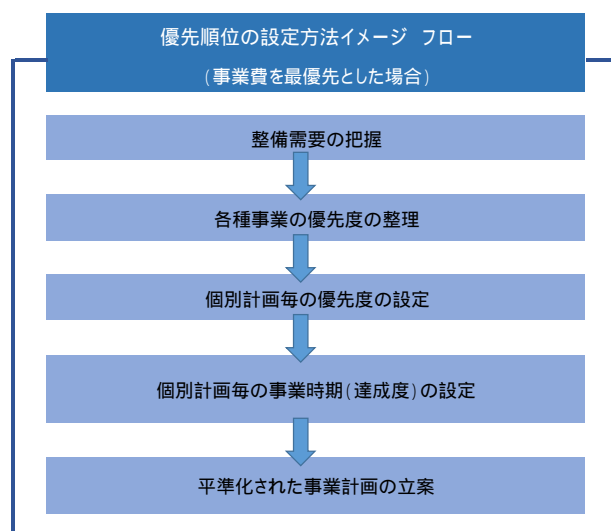 優先順位の設定方法イメージ フロー
(事業費を最優先とした場合)
整備需要の把握
各種事業の優先度の整理
個別計画毎の優先度の設定
個別計画毎の事業時期(達成度)の設定
平準化された事業計画の立案